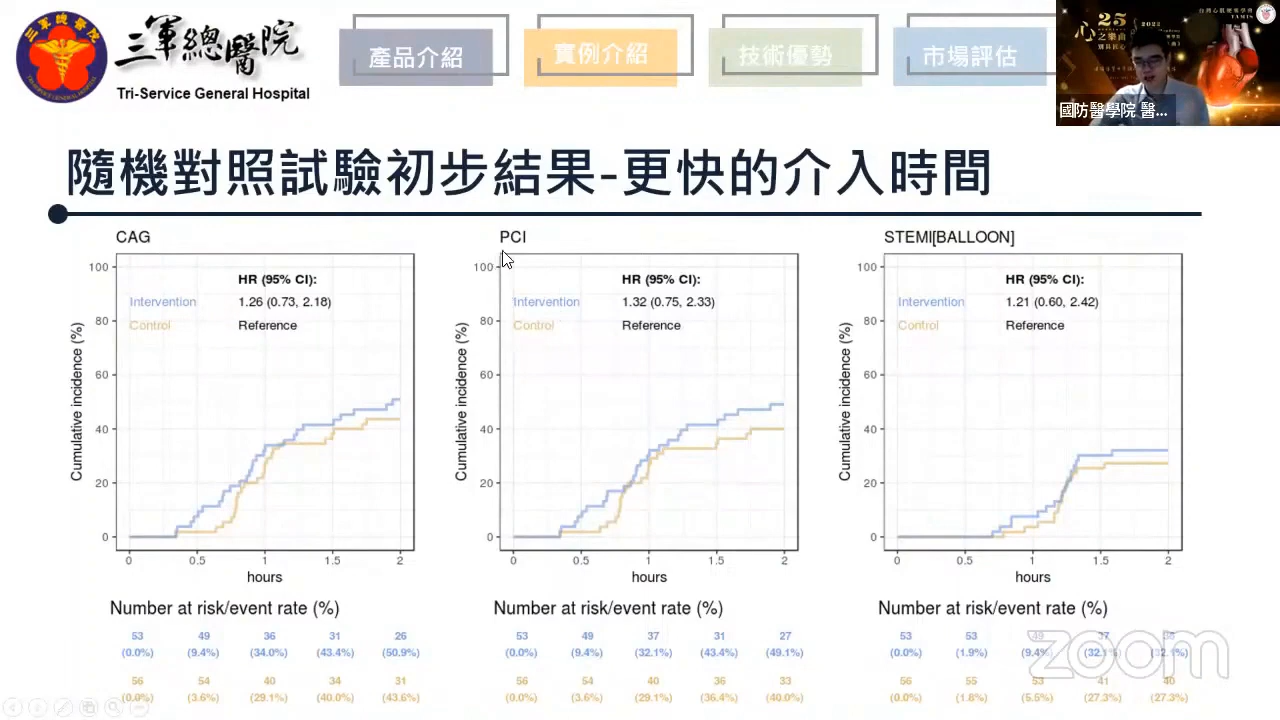 三軍總醫院
Tri-Service General Hospital
產品介紹
實例介紹
技術優勢
市場評估
25
2022
心之樂曲
國防醫學院 醫...
隨機對照試驗初步結果-更快的介入時間
CAG
HR (95% CI):
Intervention 1.26 (0.73, 2.18)
Control Reference
Cumulative incidence (%)
100
80
60
40
20
0
0 0.5 1 1.5 2
hours
Number at risk/event rate (%)
53 49 36 31 26
(0.0%) (9.4%) (34.0%) (43.4%) (50.9%)
56 54 40 34 31
(0.0%) (3.6%) (29.1%) (40.0%) (43.6%)
PCI
HR (95% CI):
Intervention 1.32 (0.75, 2.33)
Control Reference
Cumulative incidence (%)
100
80
60
40
20
0
0 0.5 1 1.5 2
hours
Number at risk/event rate (%)
53 49 37 31 27
(0.0%) (9.4%) (32.1%) (43.4%) (49.1%)
56 54 40 36 33
(0.0%) (3.6%) (29.1%) (36.4%) (40.0%)
STEMI[BALLOON]
HR (95% CI):
Intervention 1.21 (0.60, 2.42)
Control Reference
Cumulative incidence (%)
100
80
60
40
20
0
0 0.5 1 1.5 2
hours
Number at risk/event rate (%)
53 53 49 37
(0.0%) (1.9%) (9.4%) (32.1%) (32.1%)
56 55 53 41 40
(0.0%) (1.8%) (5.5%) (27.3%) (27.3%)
zoom